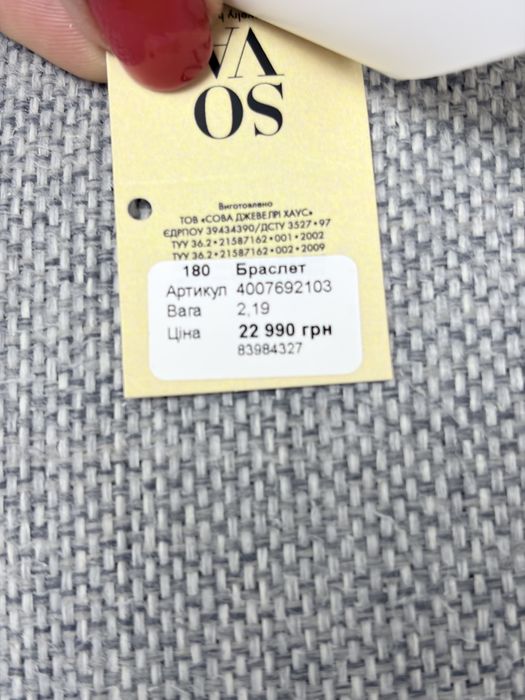 SO
VA
Виготовлено
ТОВ «СОВА ДЖЕВЕЛРІ ХАУС»
ЄДРПОУ 39434390/ДСТУ 3527•97
ТУУ 36.2•21587162•001•2002
ТУУ 36.2•21587162•002•2009
180 Браслет
Артикул 4007692103
Вага 2,19
Ціна 22 990 грн
83984327